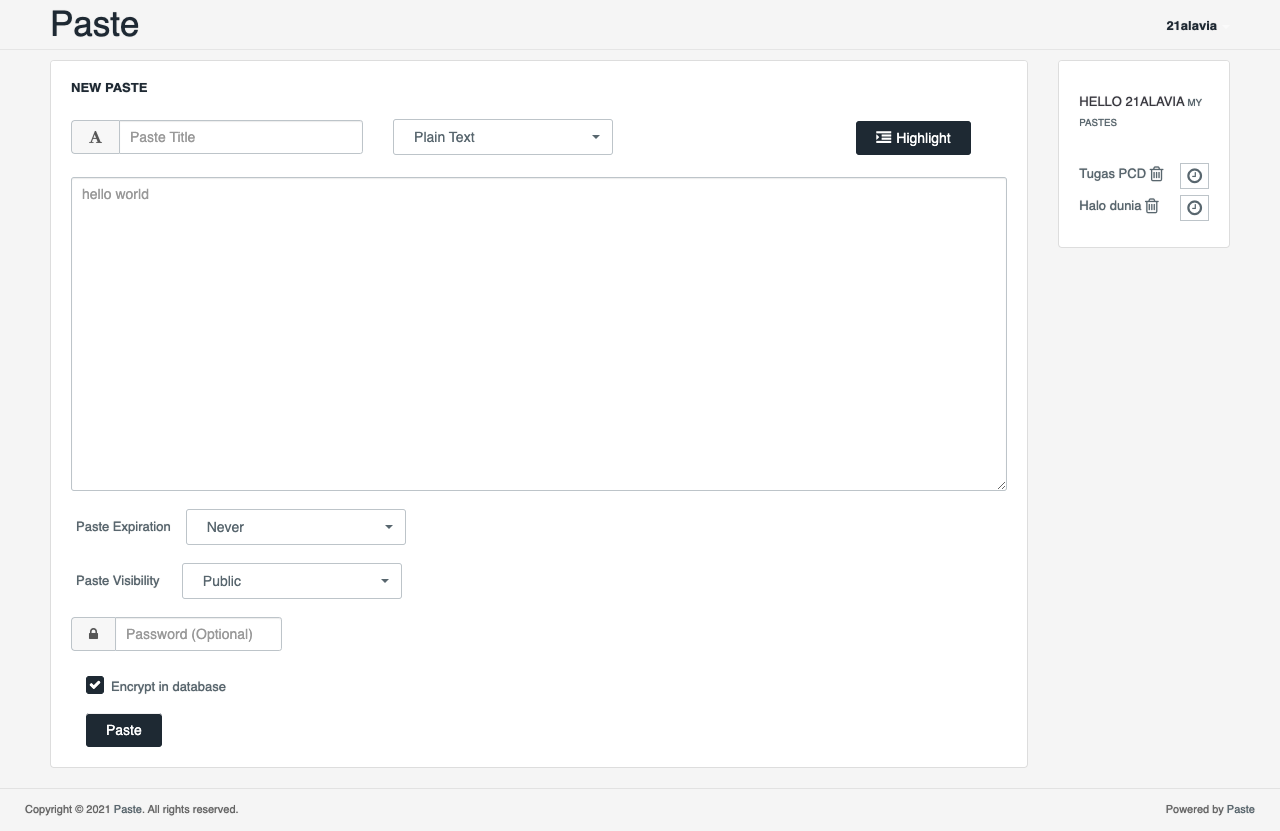 Paste
21alavia
NEW PASTE
A
Paste Title
Plain Text
Highlight
hello world
Paste Expiration
Never
Paste Visibility
Public
Password (Optional)
Encrypt in database
Paste
HELLO 21ALAVIA MY
PASTES
Tugas PCD
Halo dunia
Copyright © 2021 Paste. All rights reserved.
Powered by Paste